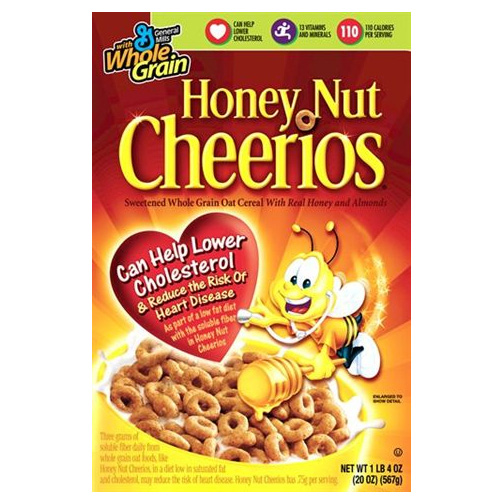 with
General
Mills
Whole
Grain
CAN HELP
LOWER
CHOLESTEROL
13 VITAMINS
AND MINERALS
110
110 CALORIES
PER SERVING
Honey Nut
Cheerios®
Sweetened Whole Grain Oat Cereal With Real Honey and Almonds
Can Help Lower
Cholesterol
& Reduce the Risk Of
Heart Disease
As part of a low fat diet
with the soluble fiber
in Honey Nut
Cheerios
ENLARGED TO
SHOW DETAIL
Three grams of
soluble fiber daily from
whole grain oat foods, like
Honey Nut Cheerios, in a diet low in saturated fat
and cholesterol, may reduce the risk of heart disease. Honey Nut Cheerios has .75g per serving.
U
NET WT 1 LB 4 OZ
(20 OZ) (567g)